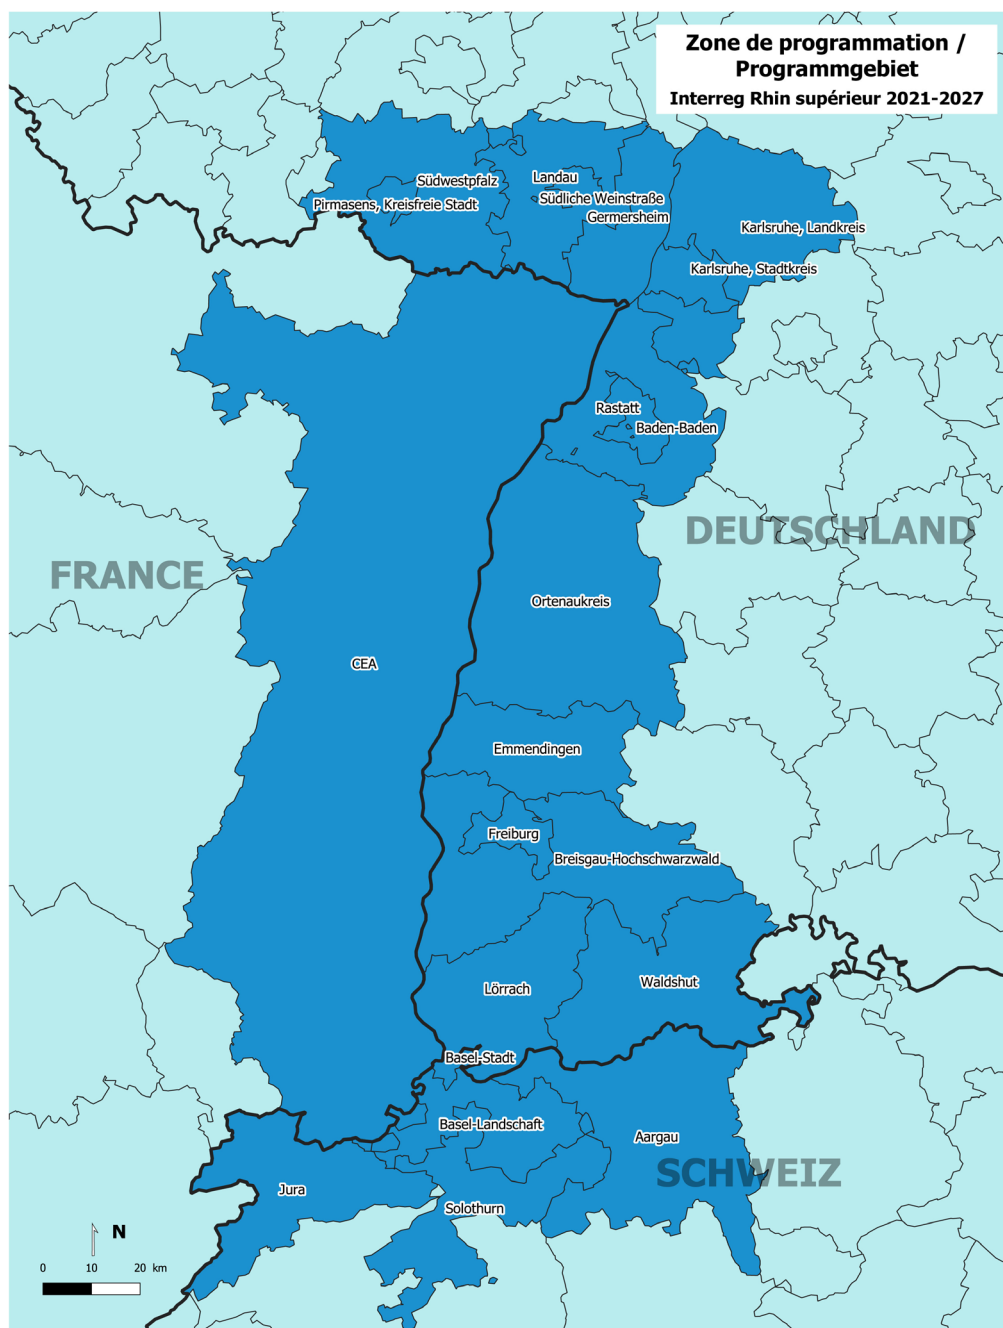 Zone de programmation /
Programmgebiet
Interreg Rhin supérieur 2021-2027
Südwestpfalz
Landau
Pirmasens, Kreisfreie Stadt
Südliche Weinstraße
Germersheim
Karlsruhe, Landkreis
Karlsruhe, Stadtkreis
Rastatt
Baden-Baden
DEUTSCHLAND
FRANCE
Ortenaukreis
CEA
Emmendingen
Freiburg
Breisgau-Hochschwarzwald
Lörrach
Waldshut
Basel-Stadt
Basel-Landschaft
Aargau
SCHWEIZ
Jura
Solothurn
N
0 10 20 km